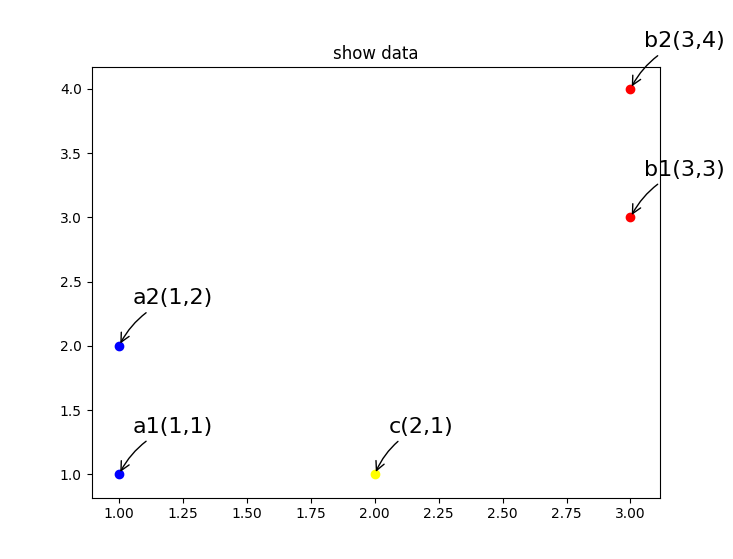 show data
b2(3,4)
b1(3,3)
a2(1,2)
a1(1,1)
c(2,1)
4.0
3.5
3.0
2.5
2.0
1.5
1.0
1.00 1.25 1.50 1.75 2.00 2.25 2.50 2.75 3.00